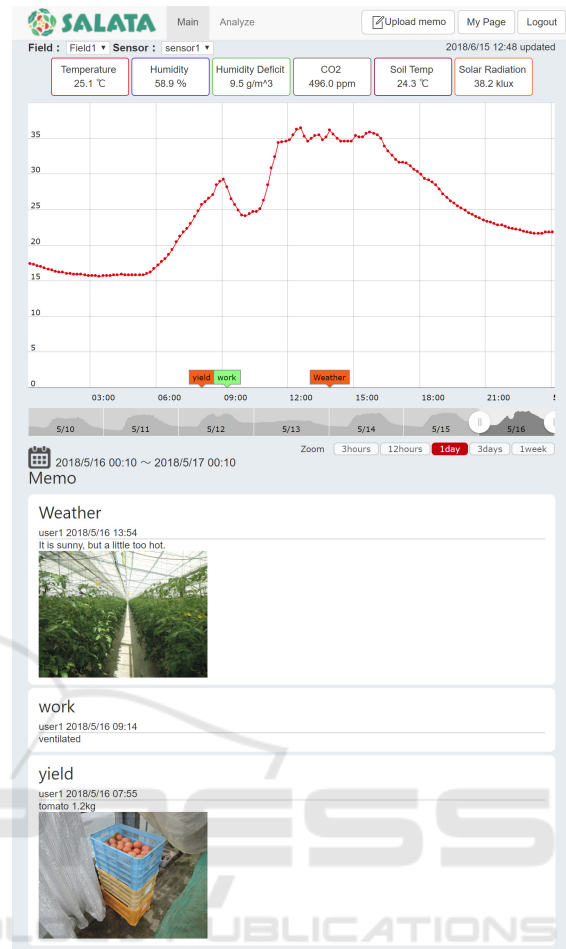 SALATA Main Analyze Upload memo My Page Logout
Field : Field1 ▼ Sensor : sensor1 ▼ 2018/6/15 12:48 updated
Temperature Humidity Humidity Deficit CO2 Soil Temp Solar Radiation
25.1 ℃ 58.9 % 9.5 g/m^3 496.0 ppm 24.3 ℃ 38.2 klux
35
30
25
20
15
10
5
yield work Weather
0
03:00 06:00 09:00 12:00 15:00 18:00 21:00
5/10 5/11 5/12 5/13 5/14 5/15 5/16
Zoom 3hours 12hours 1day 3days 1week
2018/5/16 00:10 ~ 2018/5/17 00:10
Memo
Weather
user1 2018/5/16 13:54
It is sunny, but a little too hot.
work
user1 2018/5/16 09:14
ventilated
yield
user1 2018/5/16 07:55
tomato 1.2kg